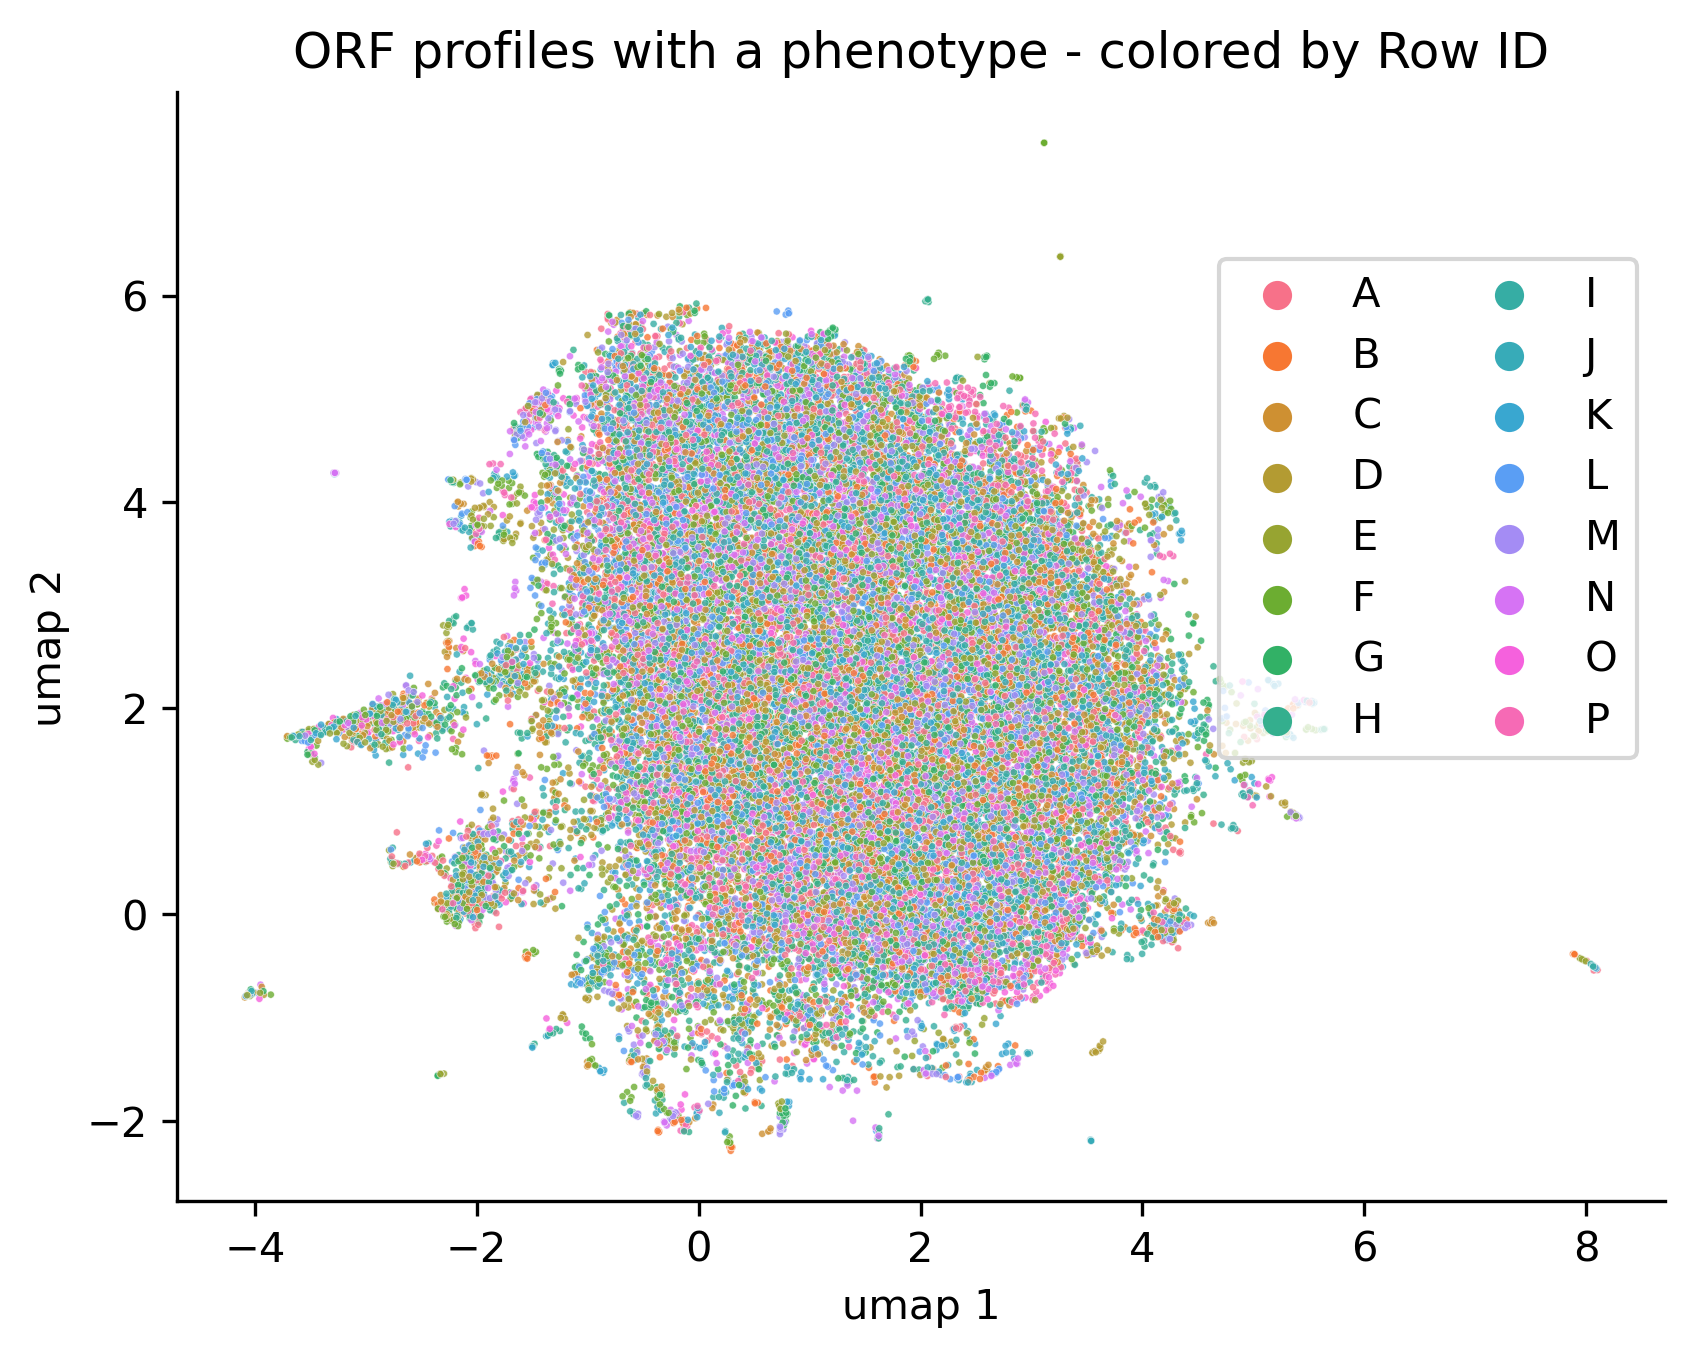 ORF profiles with a phenotype - colored by Row ID
umap 2
6
4
2
0
−2
A I
B J
C K
D L
E M
F N
G O
H P
−4 −2 0 2 4 6 8
umap 1